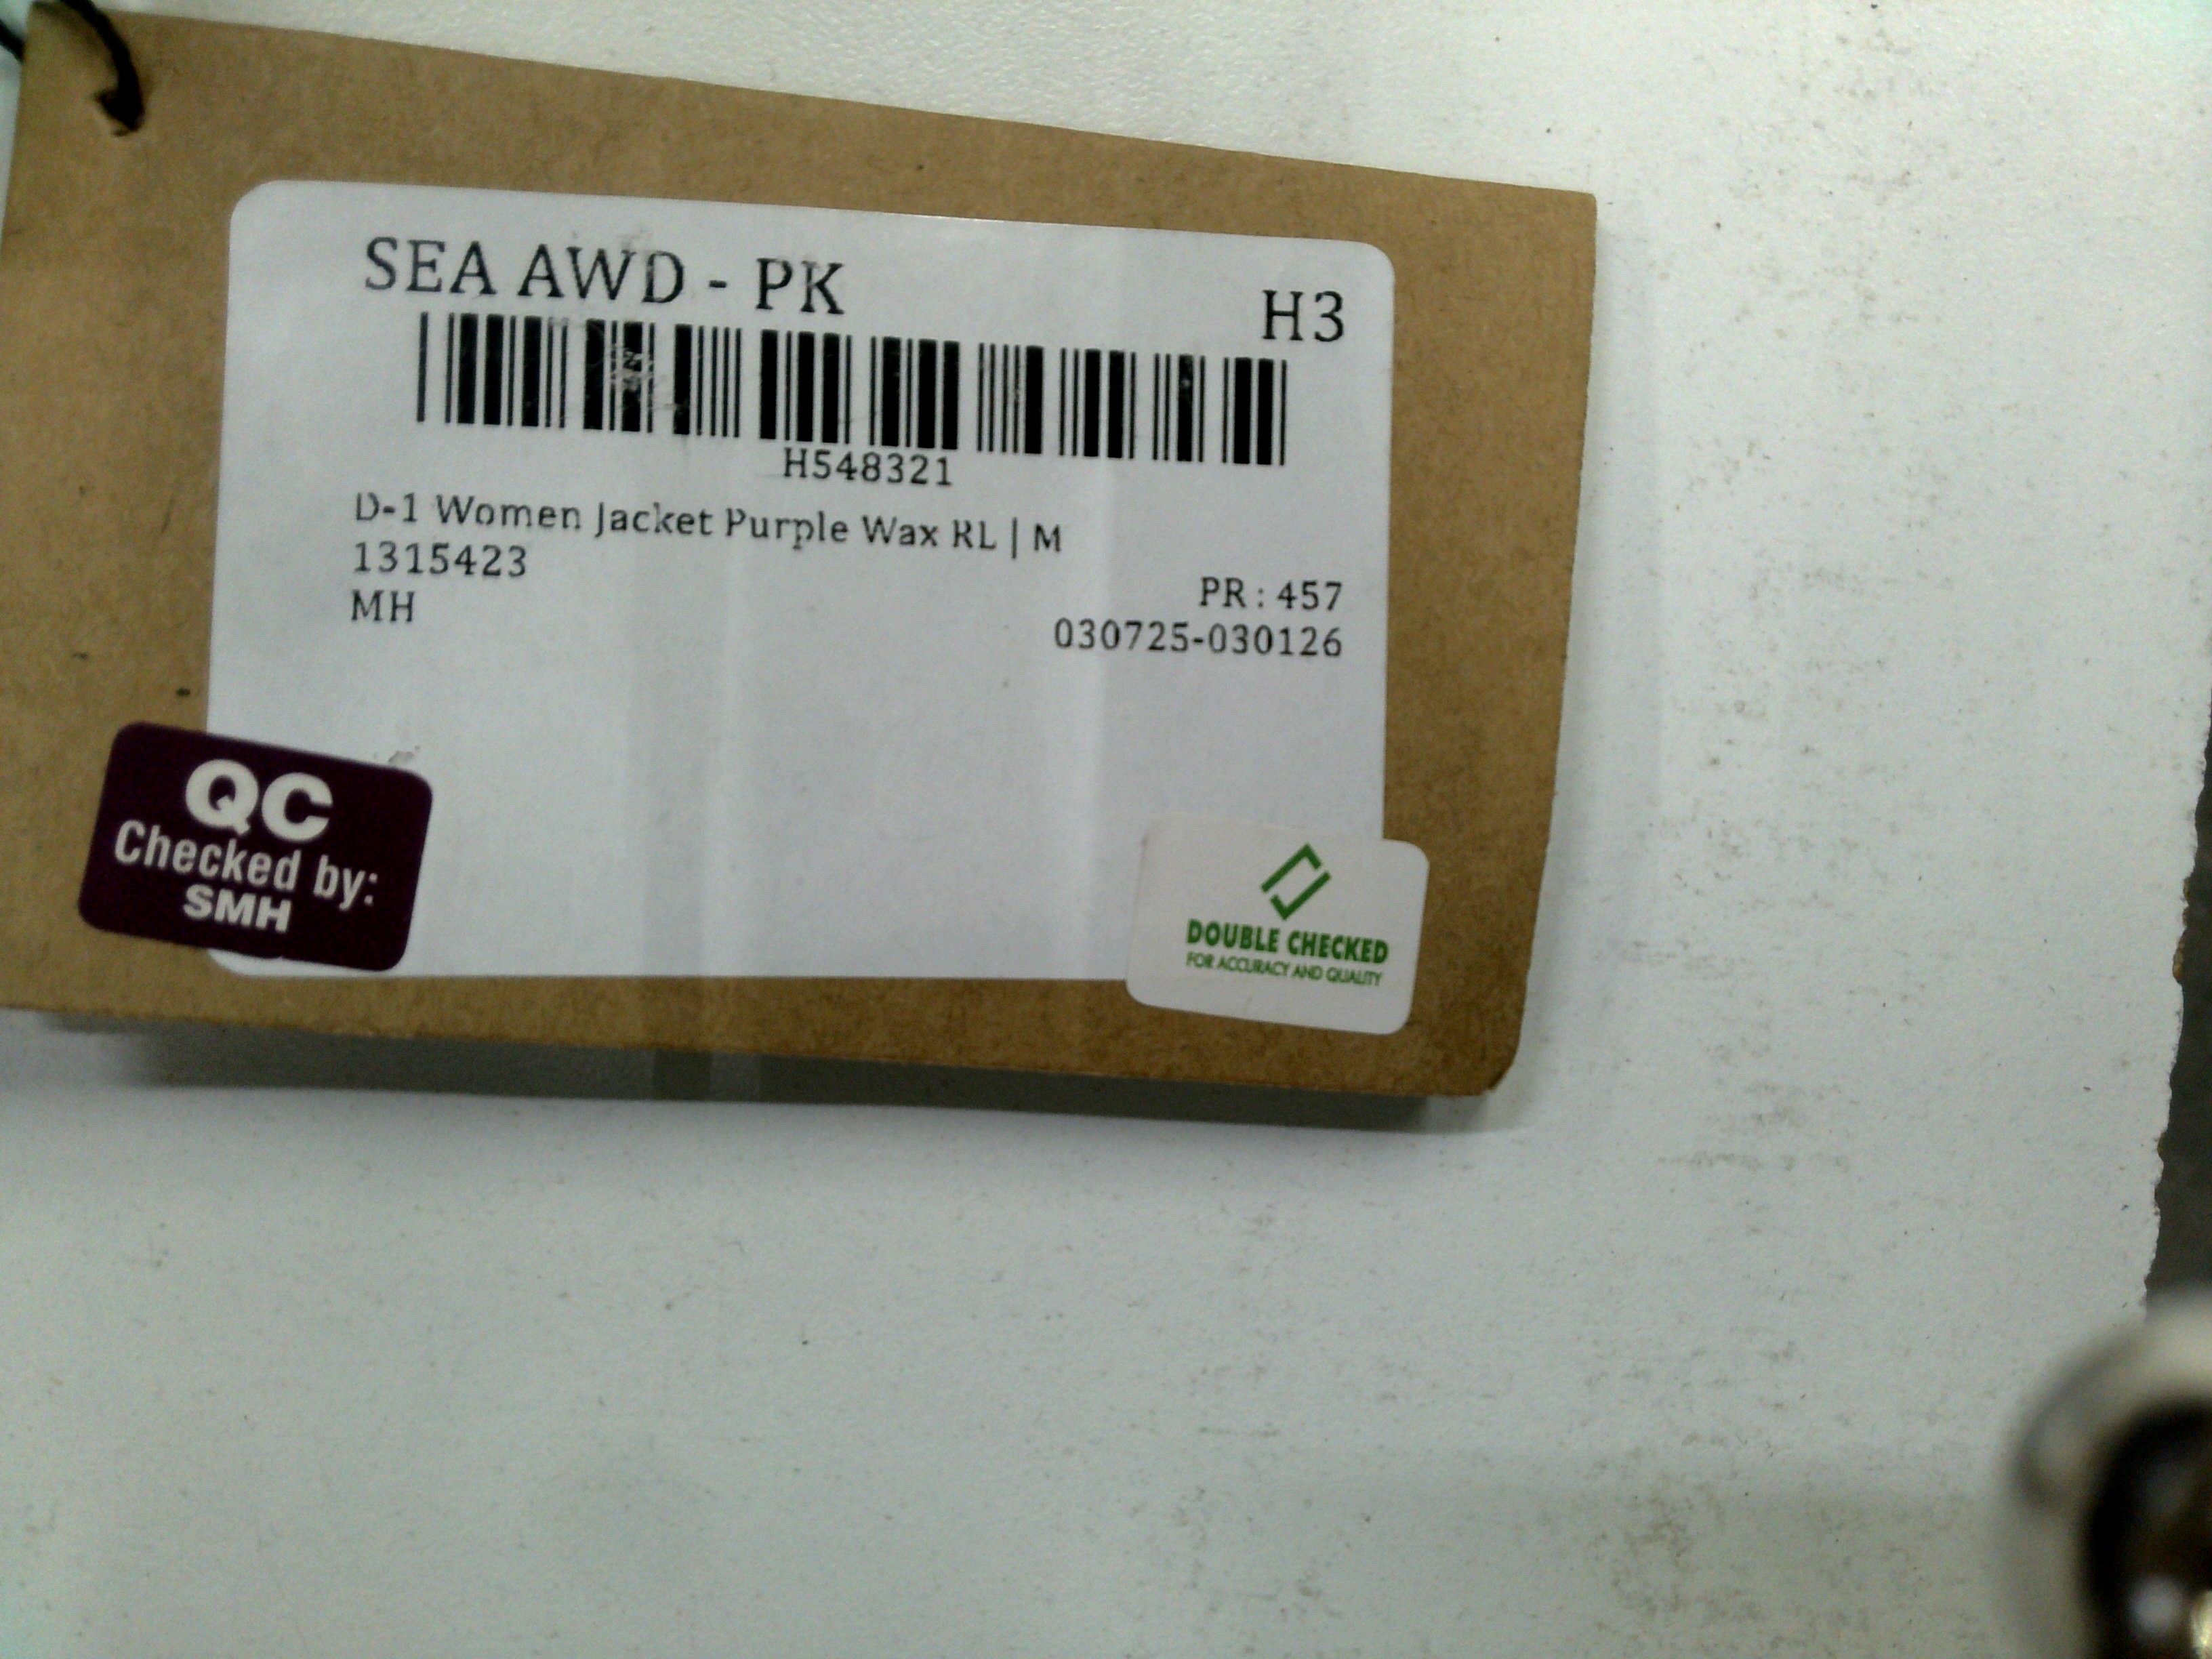 SEA AWD - PK
H3
H548321
D-1 Women Jacket Purple Wax RL | M
1315423
PR : 457
MH
030725-030126
QC
Checked by:
SMH
DOUBLE CHECKED
FOR ACCURACY AND QUALITY